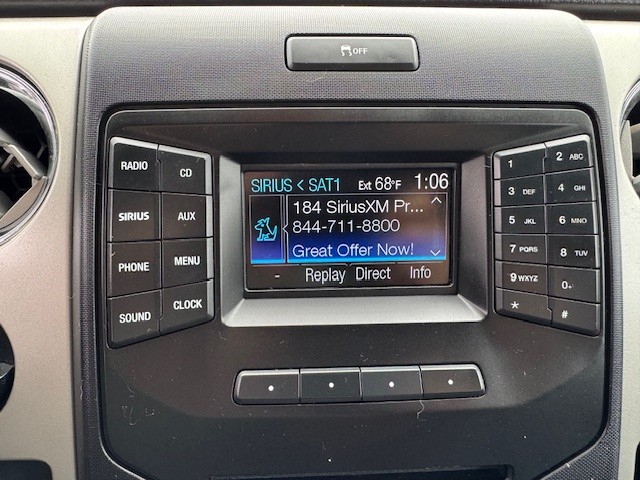 OFF
RADIO CD
SIRIUS AUX
PHONE MENU
SOUND CLOCK
SIRIUS < SAT1 Ext 68°F 1:06
184 SiriusXM Pr...
844-711-8800
Great Offer Now!
- Replay Direct Info
1 2 ABC
3 DEF 4 GHI
5 JKL 6 MNO
7 PQRS 8 TUV
9 WXYZ 0+
* #